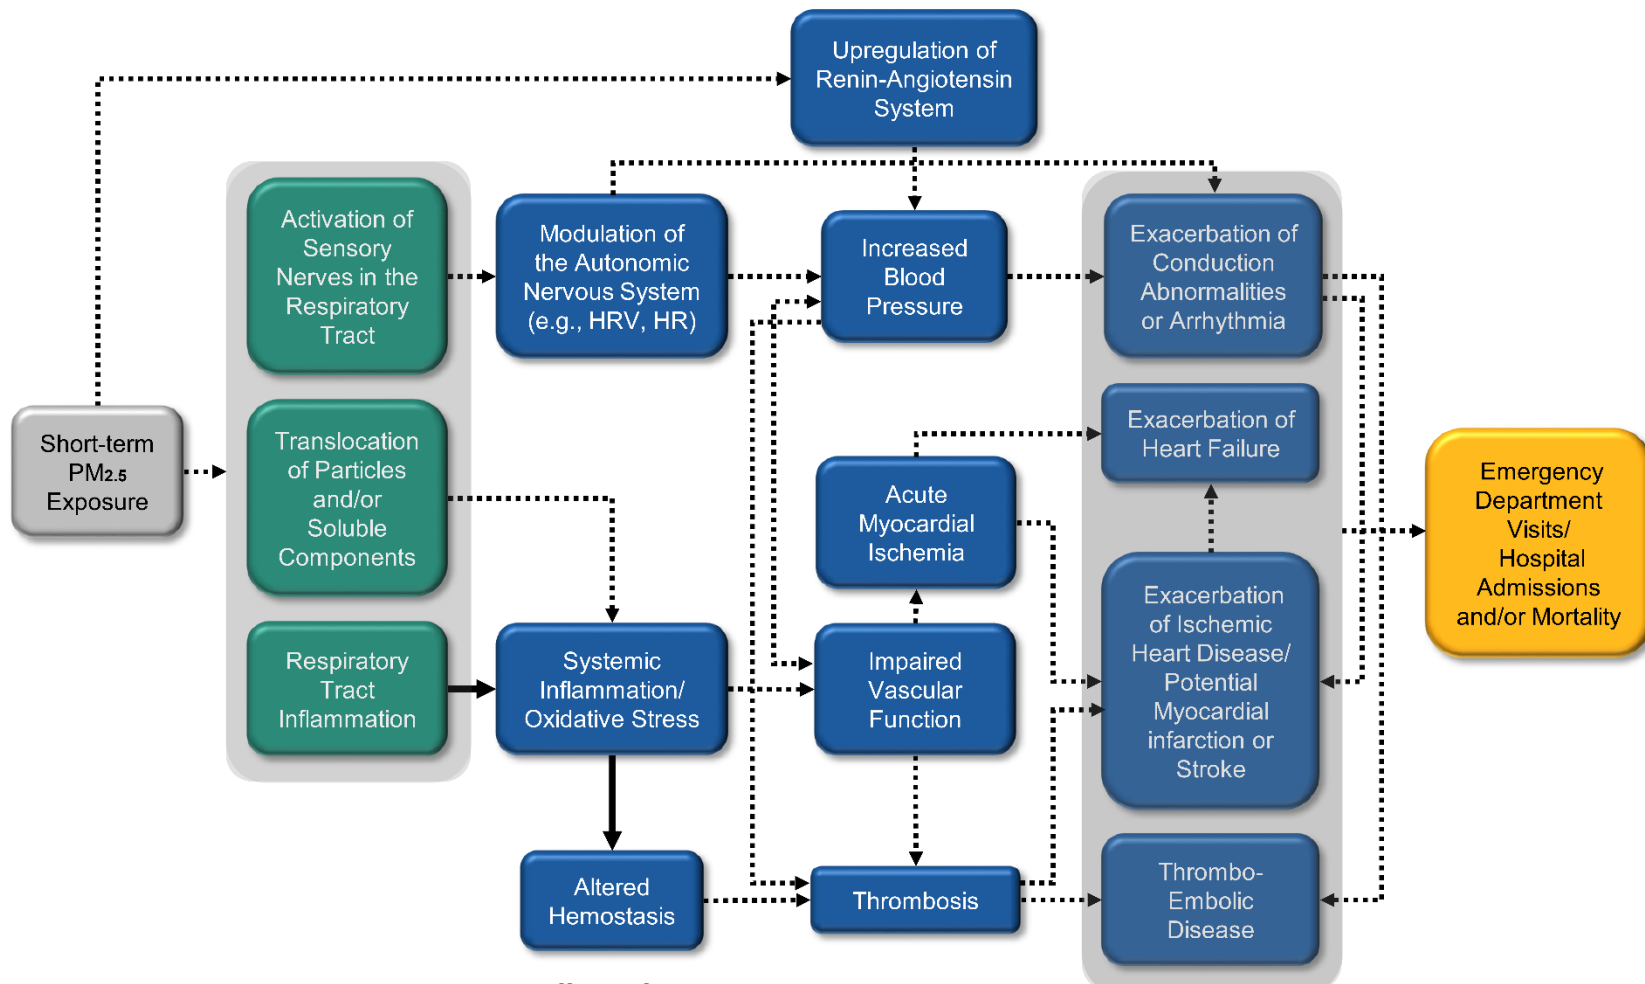 Upregulation of
Renin-Angiotensin
System
Activation of
Sensory
Nerves in the
Respiratory
Tract
Modulation of
the Autonomic
Nervous System
(e.g., HRV, HR)
Increased
Blood
Pressure
Exacerbation of
Conduction
Abnormalities
or Arrhythmia
Short-term
PM2.5
Exposure
Translocation
of Particles
and/or
Soluble
Components
Acute
Myocardial
Ischemia
Exacerbation of
Heart Failure
Emergency
Department
Visits/
Hospital
Admissions
and/or Mortality
Respiratory
Tract
Inflammation
Systemic
Inflammation/
Oxidative Stress
Impaired
Vascular
Function
Exacerbation
of Ischemic
Heart Disease/
Potential
Myocardial
infarction or
Stroke
Altered
Hemostasis
Thrombosis
Thrombo-
Embolic
Disease